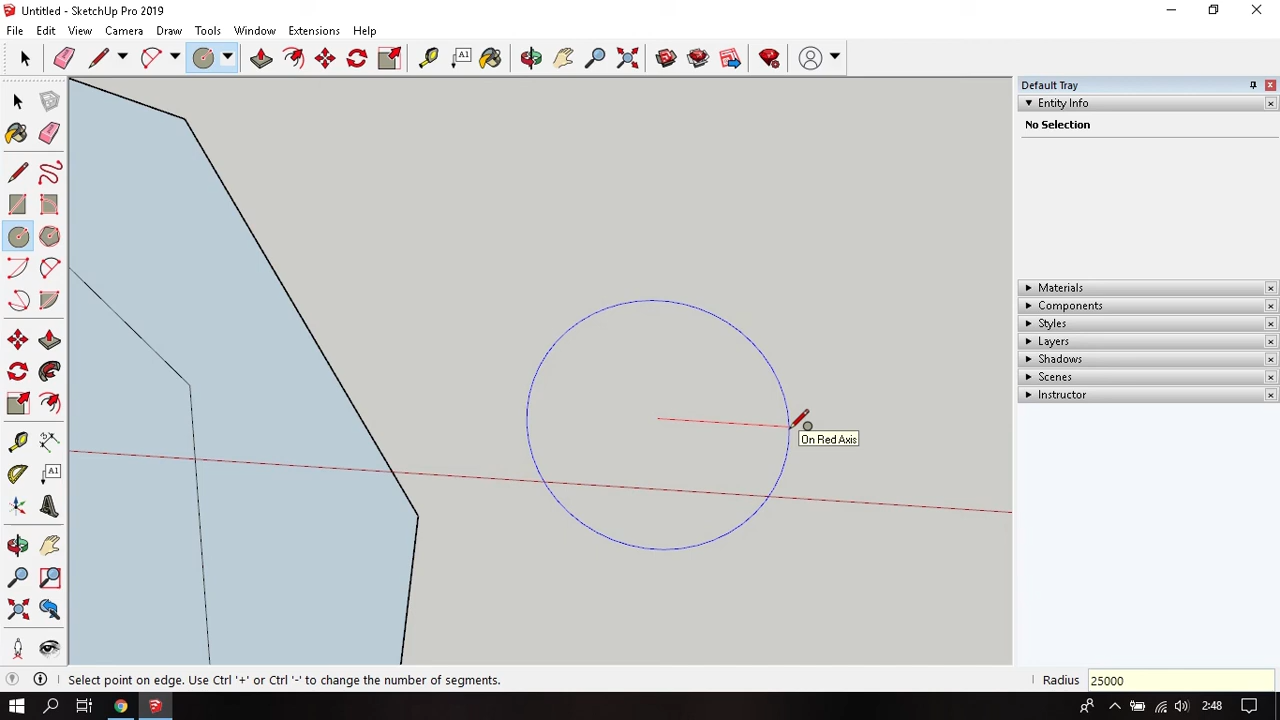 Untitled - SketchUp Pro 2019
File Edit View Camera Draw Tools Window Extensions Help
A1
Default Tray
Entity Info
No Selection
Materials
Components
Styles
Layers
Shadows
Scenes
Instructor
On Red Axis
A1
Select point on edge. Use Ctrl '+' or Ctrl '-' to change the number of segments.
Radius 25000
2:48